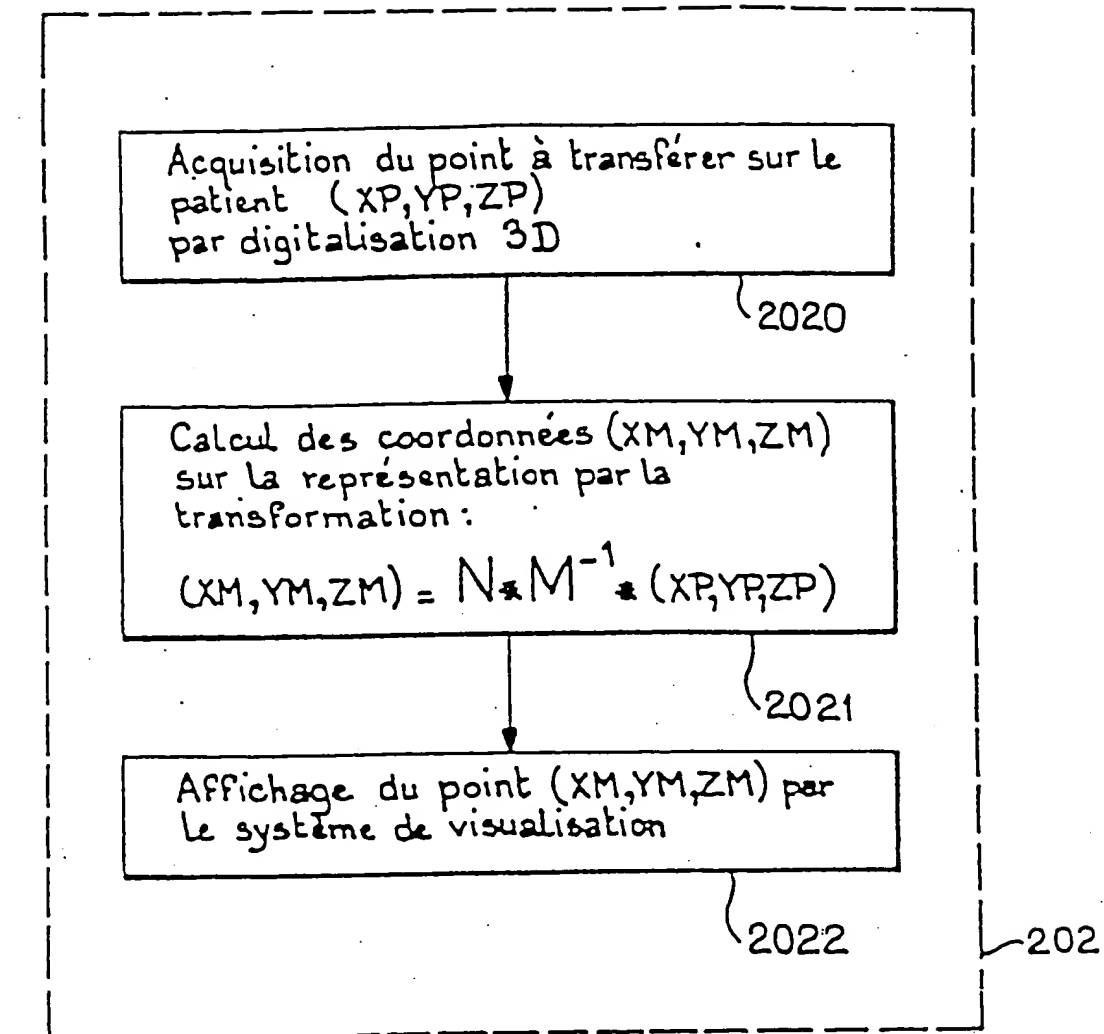 Acquisition du point à transférer sur le
patient (XP,YP,ZP)
par digitalisation 3D
2020
Calcul des coordonnées (XM,YM,ZM)
sur la représentation par la
transformation :
(XM,YM,ZM) = N*M⁻¹* (XP,YP,ZP)
2021
Affichage du point (XM,YM,ZM) par
le système de visualisation
2022
202